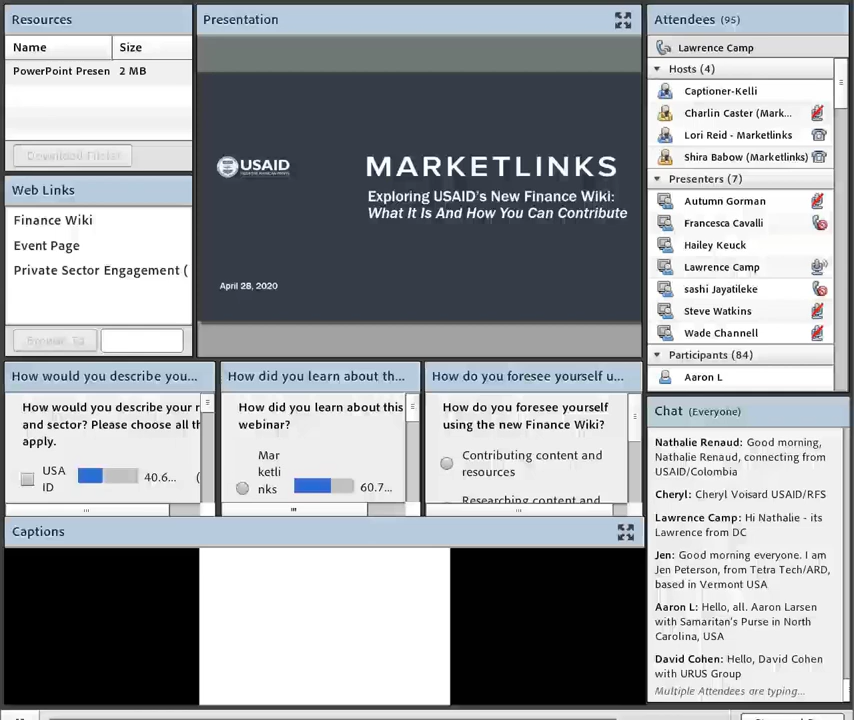 Resources
Name Size
PowerPoint Presen 2 MB
Download File(s)
Web Links
Finance Wiki
Event Page
Private Sector Engagement (
Browse To
Presentation
USAID
MARKETLINKS
Exploring USAID's New Finance Wiki:
What It Is And How You Can Contribute
April 28, 2020
Attendees (95)
Lawrence Camp
Hosts (4)
Captioner-Kelli
Charlin Caster (Mark...
Lori Reid - Marketlinks
Shira Babow (Marketlinks)
Presenters (7)
Autumn Gorman
Francesca Cavalli
Hailey Keuck
Lawrence Camp
sashi Jayatileke
Steve Watkins
Wade Channell
Participants (84)
Aaron L
How would you describe you...
How would you describe your r
and sector? Please choose all th
apply.
USA
ID
40.6...
How did you learn about th...
How did you learn about this
webinar?
Mar
ketli
nks
60.7...
How do you foresee yourself u...
How do you foresee yourself
using the new Finance Wiki?
Contributing content and
resources
Researching content and
Captions
Chat (Everyone)
Nathalie Renaud: Good morning,
Nathalie Renaud, connecting from
USAID/Colombia
Cheryl: Cheryl Voisard USAID/RFS
Lawrence Camp: Hi Nathalie - its
Lawrence from DC
Jen: Good morning everyone. I am
Jen Peterson, from Tetra Tech/ARD,
based in Vermont USA
Aaron L: Hello, all. Aaron Larsen
with Samaritan's Purse in North
Carolina, USA
David Cohen: Hello, David Cohen
with URUS Group
Multiple Attendees are typing...